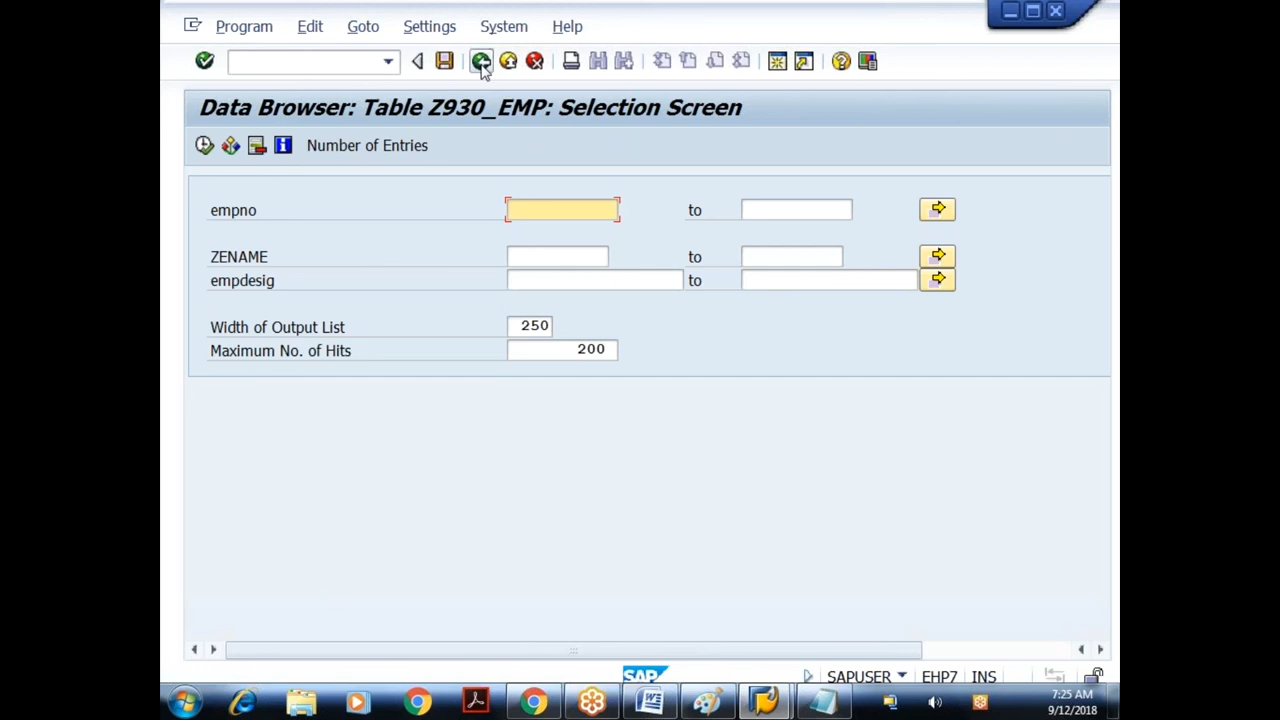 Program Edit Goto Settings System Help
Data Browser: Table Z930_EMP: Selection Screen
Number of Entries
empno to
ZENAME to
empdesig to
Width of Output List 250
Maximum No. of Hits 200
SAP SAPUSER EHP7 INS
7:25 AM
9/12/2018